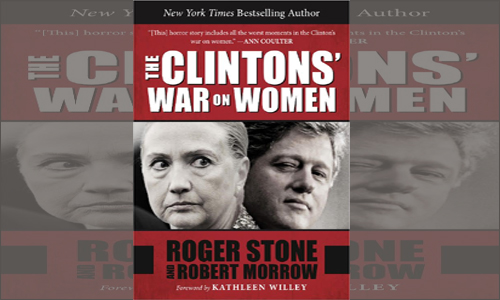 New York Times Bestselling Author
"[This] horror story includes all the worst moments in the Clinton's
war on women." —ANN COULTER
THE CLINTONS'
WAR ON WOMEN
ROGER STONE
AND ROBERT MORROW
Foreword by KATHLEEN WILLEY